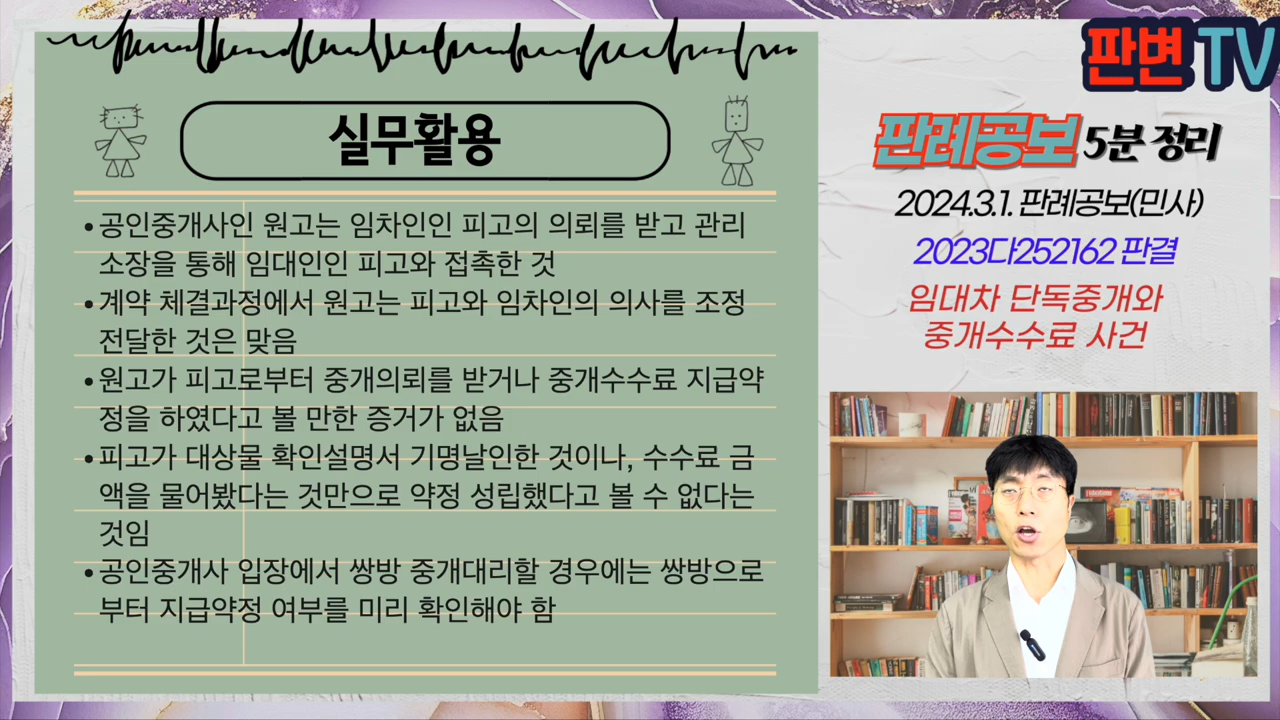 판변 TV
실무활용
•공인중개사인 원고는 임차인인 피고의 의뢰를 받고 관리
소장을 통해 임대인인 피고와 접촉한 것
•계약 체결과정에서 원고는 피고와 임차인의 의사를 조정
전달한 것은 맞음
•원고가 피고로부터 중개의뢰를 받거나 중개수수료 지급약
정을 하였다고 볼 만한 증거가 없음
•피고가 대상물 확인설명서 기명날인한 것이나, 수수료 금
액을 물어봤다는 것만으로 약정 성립했다고 볼 수 없다는
것임
•공인중개사 입장에서 쌍방 중개대리할 경우에는 쌍방으로
부터 지급약정 여부를 미리 확인해야 함
판례공보 5분 정리
2024.3.1. 판례공보(민사)
2023다252162 판결
임대차 단독중개와
중개수수료 사건